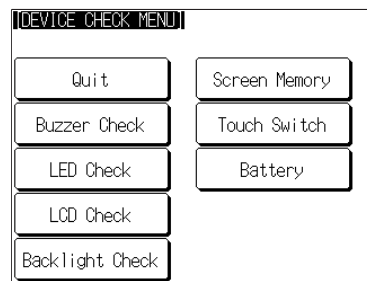 [DEVICE CHECK MENU]
Quit
Screen Memory
Buzzer Check
Touch Switch
LED Check
Battery
LCD Check
Backlight Check